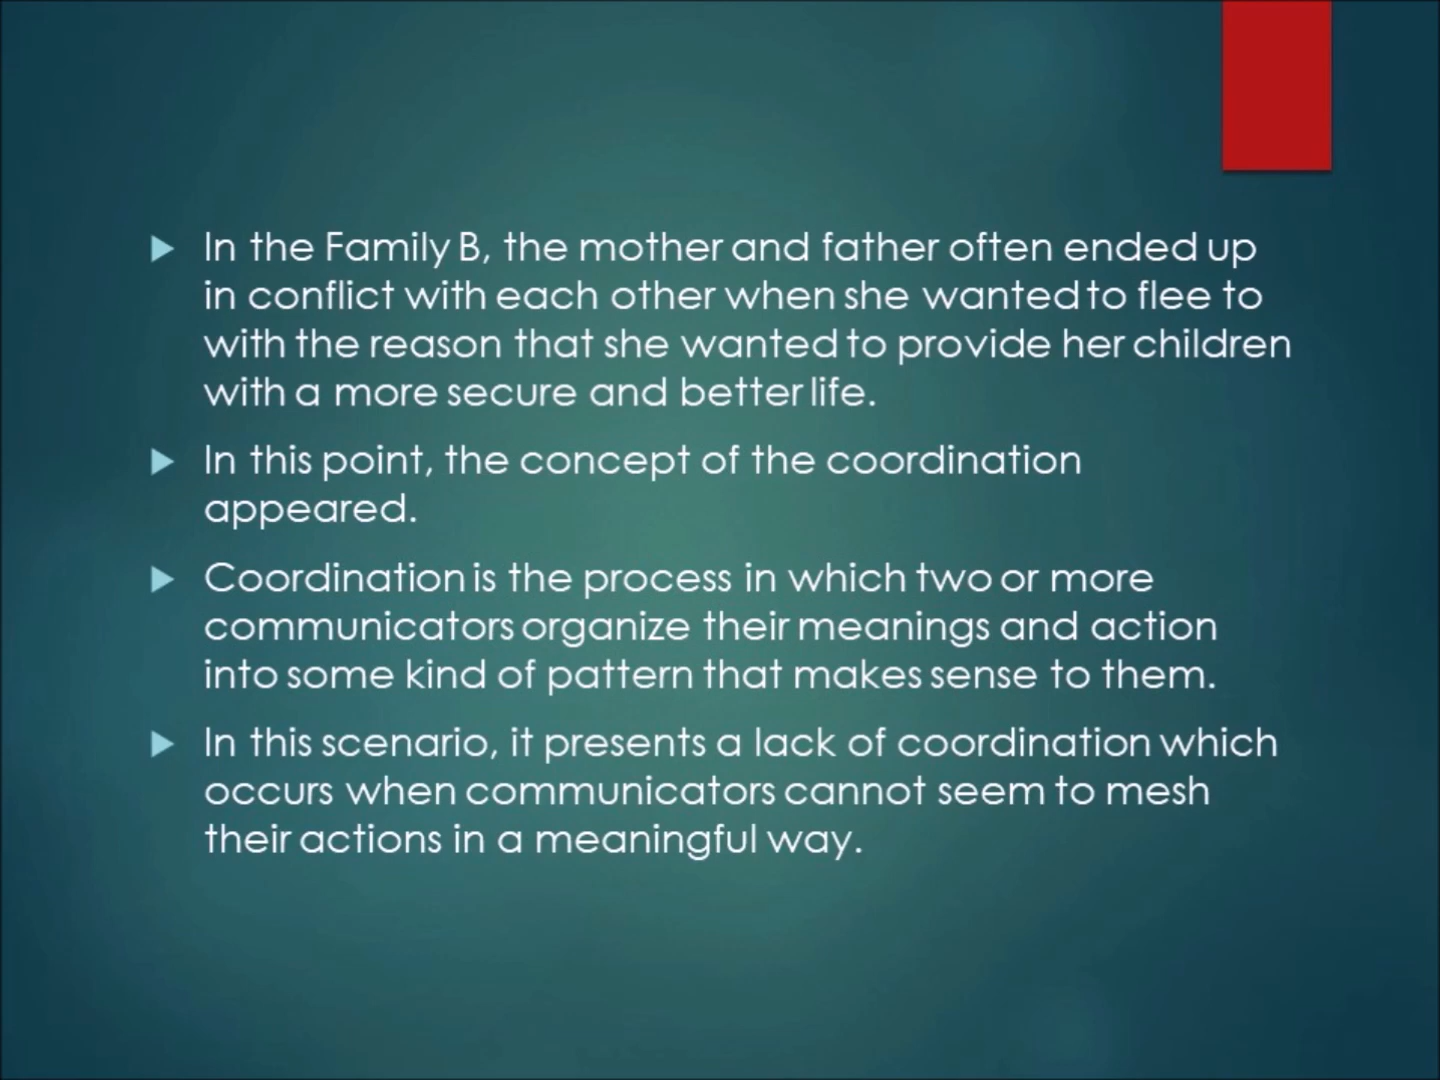 In the Family B, the mother and father often ended up
in conflict with each other when she wanted to flee to
with the reason that she wanted to provide her children
with a more secure and better life.
In this point, the concept of the coordination
appeared.
Coordination is the process in which two or more
communicators organize their meanings and action
into some kind of pattern that makes sense to them.
In this scenario, it presents a lack of coordination which
occurs when communicators cannot seem to mesh
their actions in a meaningful way.